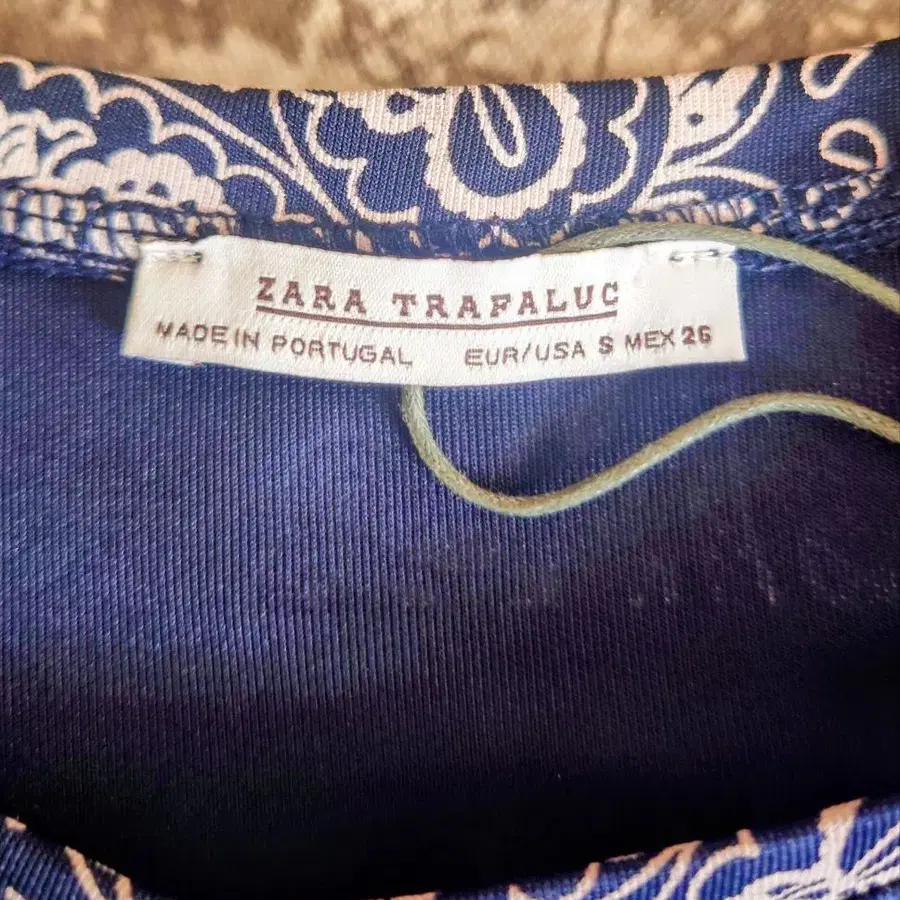 ZARA TRAFALUC
MADE IN PORTUGAL EUR/USA S MEX 26